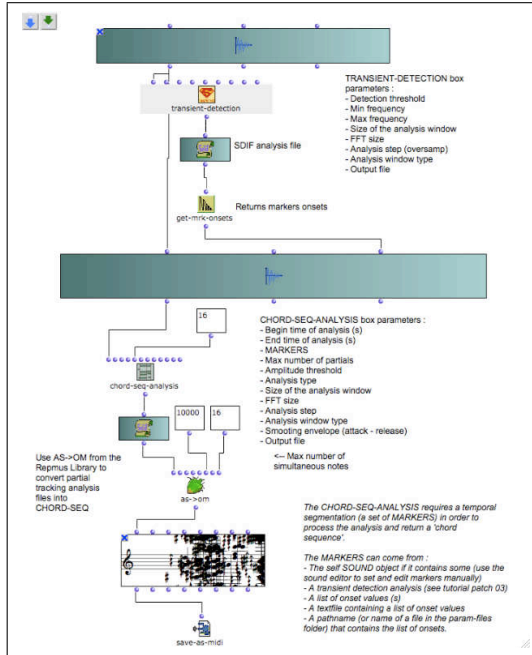 TRANSIENT-DETECTION box
parameters :
- Detection threshold
- Min frequency
- Max frequency
- Size of the analysis window
- FFT size
- Analysis step (oversamp)
- Analysis window type
- Output file
transient-detection
SDIF analysis file
get-mrk-onsets
Returns markers onsets
16
CHORD-SEQ-ANALYSIS box parameters :
- Begin time of analysis (s)
- End time of analysis (s)
- MARKERS
- Max number of partials
- Amplitude threshold
- Analysis type
- Size of the analysis window
- FFT size
- Analysis step
- Analysis window type
- Smooting envelope (attack - release)
- Output file
chord-seq-analysis
10000
16
<-- Max number of
simultaneous notes
Use AS->OM from the
Repmus Library to
convert partial
tracking analysis
files into
CHORD-SEQ
as->om
The CHORD-SEQ-ANALYSIS requires a temporal
segmentation (a set of MARKERS) in order to
process the analysis and return a 'chord
sequence'.
The MARKERS can come from :
- The self SOUND object if it contains some (use the
sound editor to set and edit markers manually)
- A transient detection analysis (see tutorial patch 03)
- A list of onset values (s)
- A textfile containing a list of onset values
- A pathname (or name of a file in the param-files
folder) that contains the list of onsets.
save-as-midi